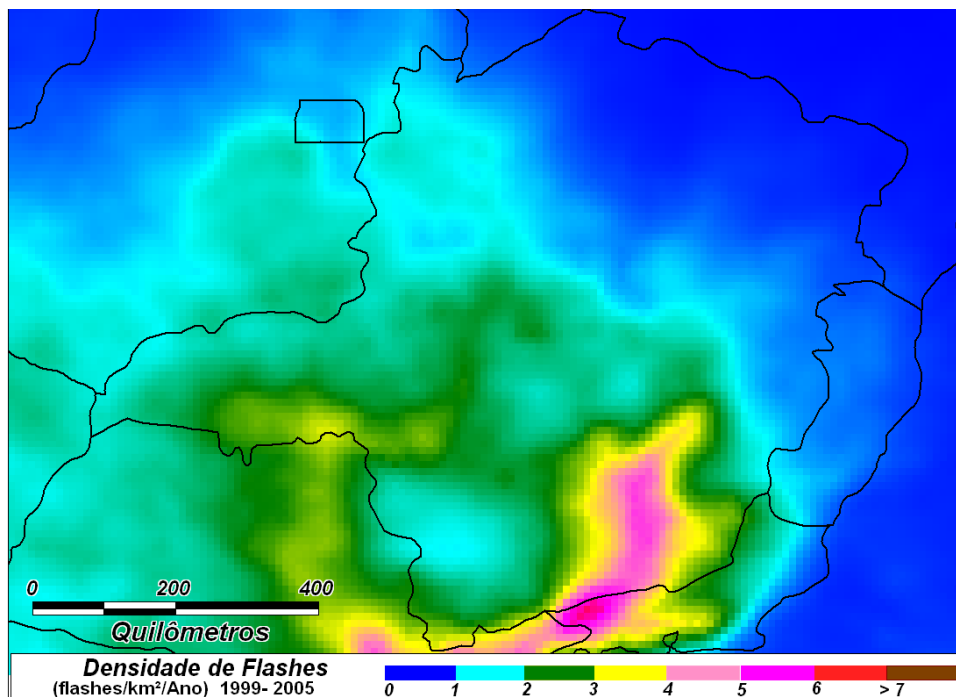 0 200 400
Quilômetros
Densidade de Flashes
(flashes/km²/Ano) 1999- 2005
0 1 2 3 4 5 6 > 7